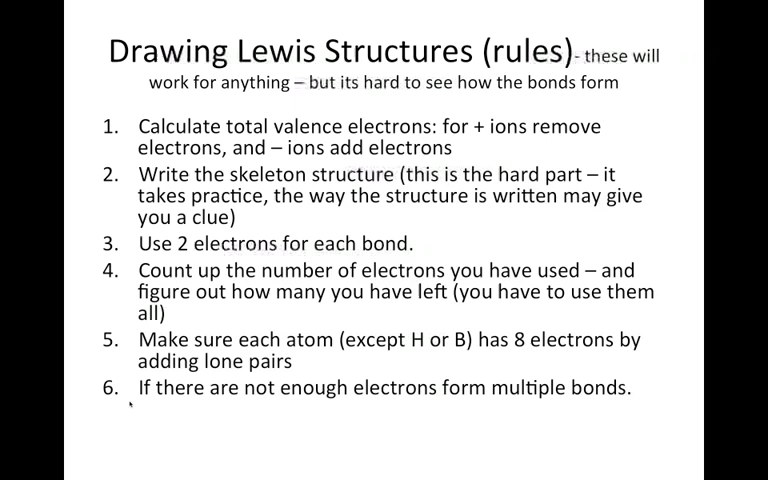 Drawing Lewis Structures (rules)- these will
work for anything – but its hard to see how the bonds form
1. Calculate total valence electrons: for + ions remove
electrons, and – ions add electrons
2. Write the skeleton structure (this is the hard part – it
takes practice, the way the structure is written may give
you a clue)
3. Use 2 electrons for each bond.
4. Count up the number of electrons you have used – and
figure out how many you have left (you have to use them
all)
5. Make sure each atom (except H or B) has 8 electrons by
adding lone pairs
6. If there are not enough electrons form multiple bonds.